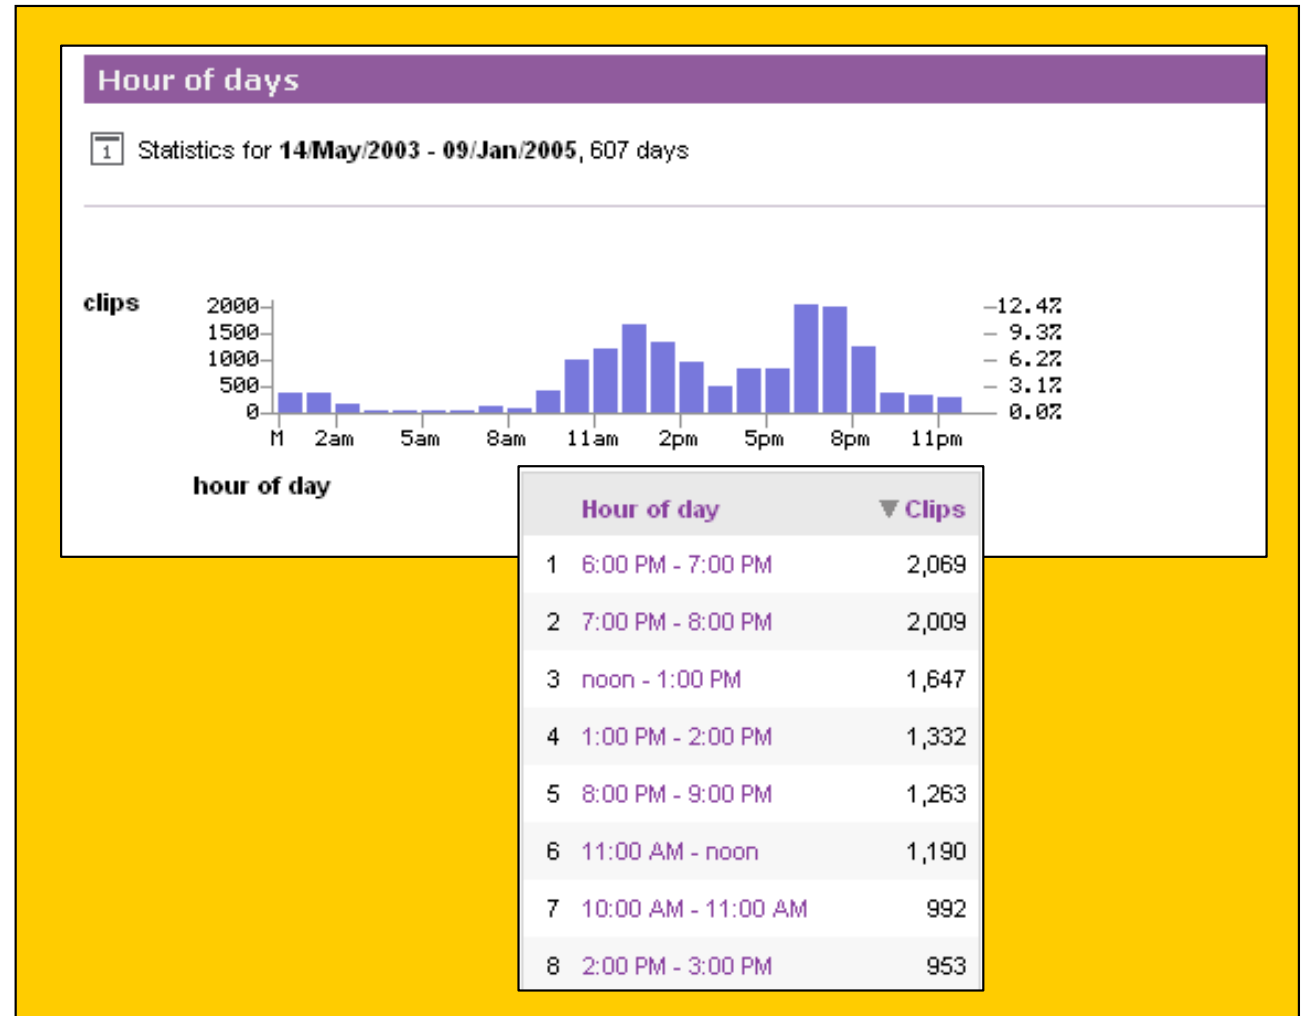 Hour of days
1 Statistics for 14/May/2003 - 09/Jan/2005, 607 days
clips
2000 12.4%
1500 9.3%
1000 6.2%
500 3.1%
0 0.0%
M 2am 5am 8am 11am 2pm 5pm 8pm 11pm
hour of day
Hour of day Clips
1 6:00 PM - 7:00 PM 2,069
2 7:00 PM - 8:00 PM 2,009
3 noon - 1:00 PM 1,647
4 1:00 PM - 2:00 PM 1,332
5 8:00 PM - 9:00 PM 1,263
6 11:00 AM - noon 1,190
7 10:00 AM - 11:00 AM 992
8 2:00 PM - 3:00 PM 953